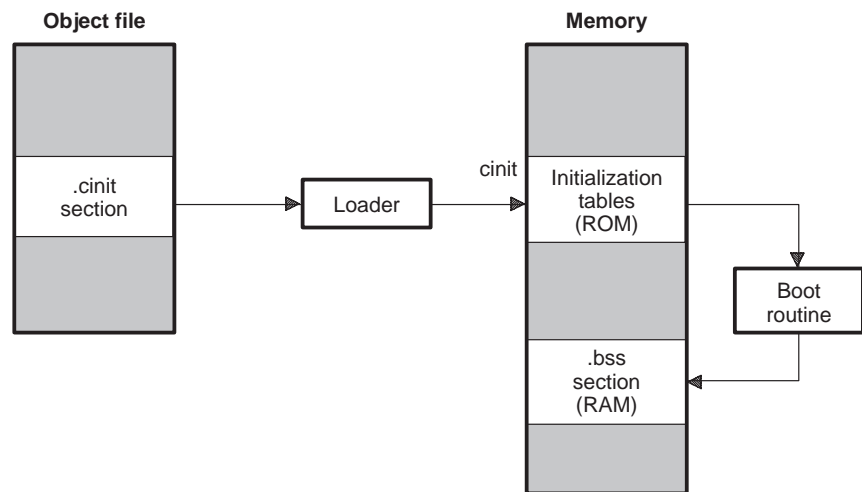 Object file
Memory
.cinit
section
Loader
cinit
Initialization
tables
(ROM)
Boot
routine
.bss
section
(RAM)